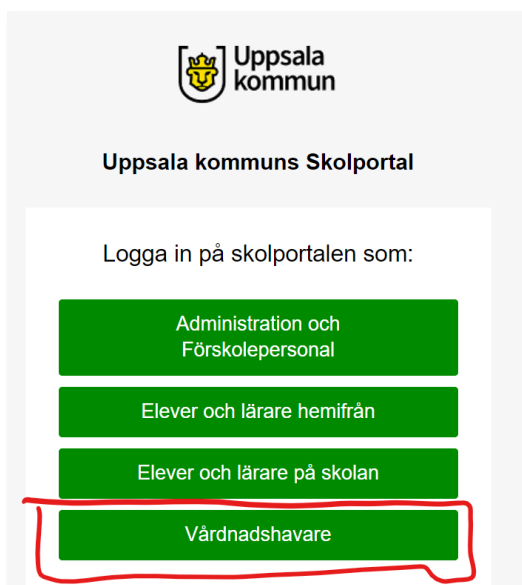 Uppsala
kommun
Uppsala kommuns Skolportal
Logga in på skolportalen som:
Administration och
Förskolepersonal
Elever och lärare hemifrån
Elever och lärare på skolan
Vårdnadshavare